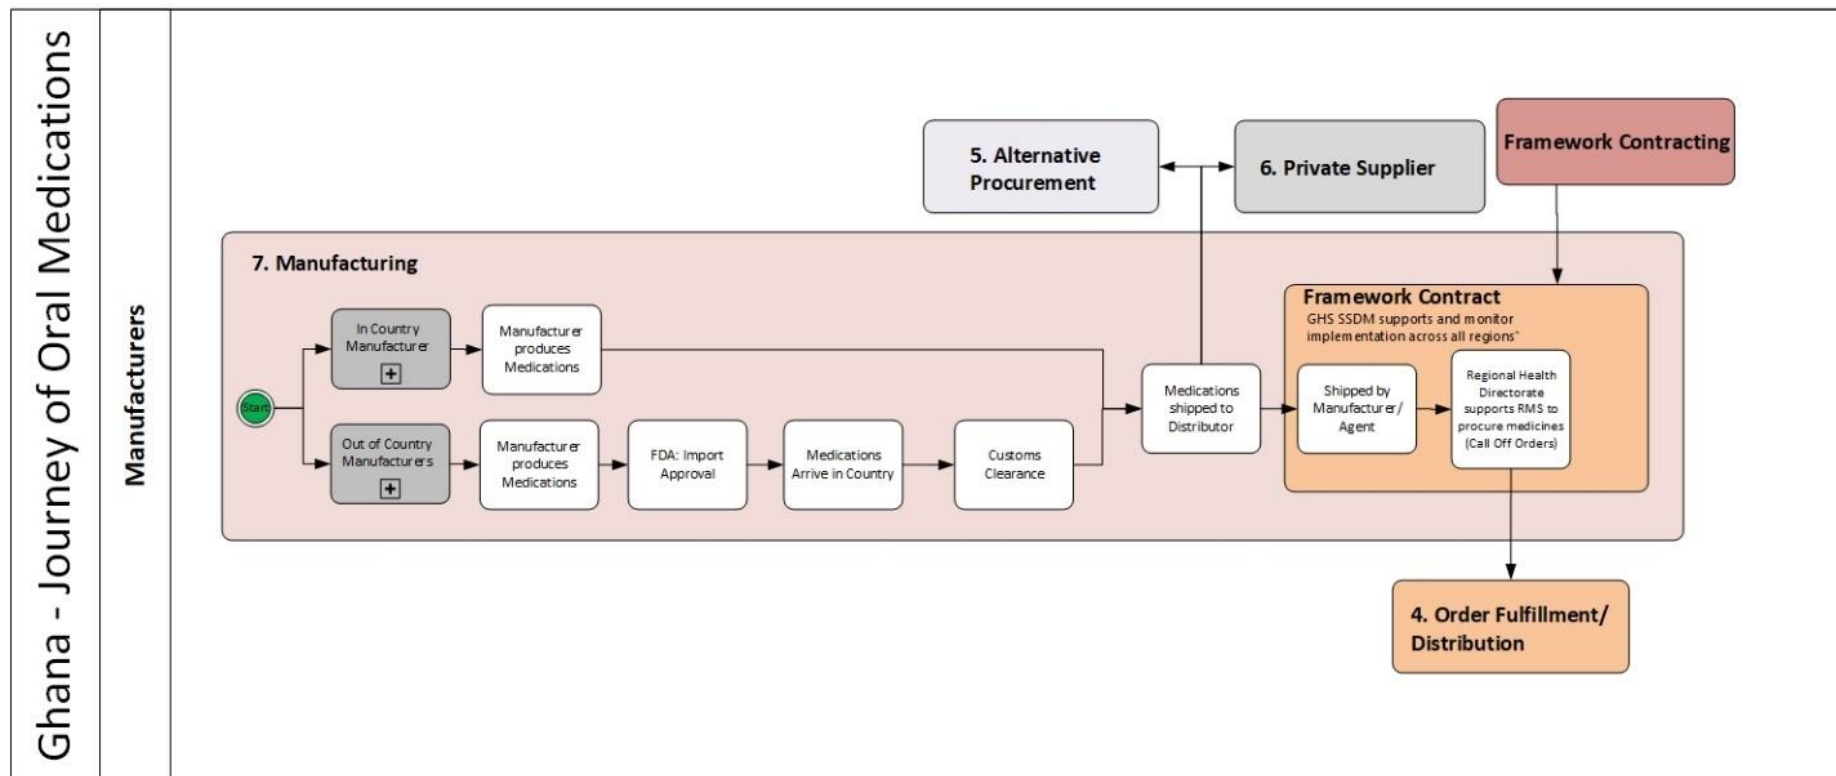 Ghana - Journey of Oral Medications
Manufacturers
5. Alternative
Procurement
6. Private Supplier
Framework Contracting
7. Manufacturing
Start
In Country
Manufacturer
Manufacturer
produces
Medications
Out of Country
Manufacturers
Manufacturer
produces
Medications
FDA: Import
Approval
Medications
Arrive in Country
Customs
Clearance
Medications
shipped to
Distributor
Framework Contract
GHS SSDM supports and monitor
implementation across all regions"
Shipped by
Manufacturer/
Agent
Regional Health
Directorate
supports RMS to
procure medicines
(Call Off Orders)
4. Order Fulfillment/
Distribution